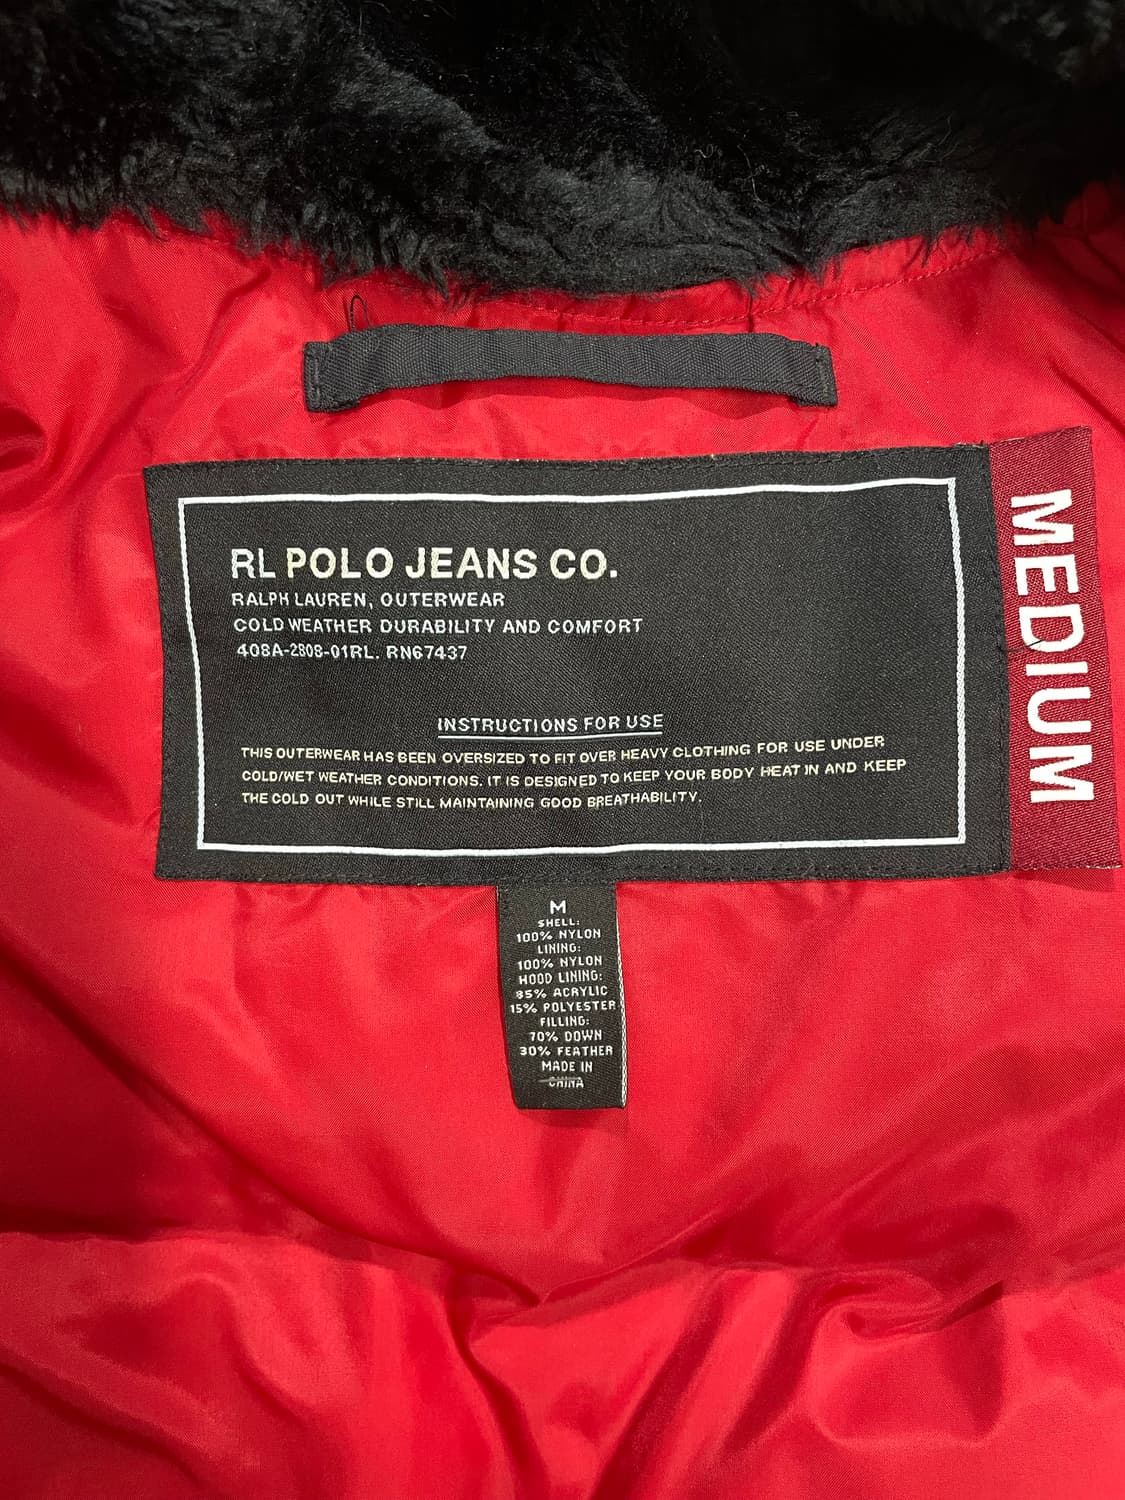 RL POLO JEANS CO.
RALPH LAUREN, OUTERWEAR
COLD WEATHER DURABILITY AND COMFORT
408A-2808-01RL. RN67437
INSTRUCTIONS FOR USE
THIS OUTERWEAR HAS BEEN OVERSIZED TO FIT OVER HEAVY CLOTHING FOR USE UNDER
COLD/WET WEATHER CONDITIONS. IT IS DESIGNED TO KEEP YOUR BODY HEAT IN AND KEEP
THE COLD OUT WHILE STILL MAINTAINING GOOD BREATHABILITY.
MEDIUM
M
SHELL:
100% NYLON
LINING:
100% NYLON
HOOD LINING:
85% ACRYLIC
15% POLYESTER
FILLING:
70% DOWN
30% FEATHER
MADE IN
CHINA